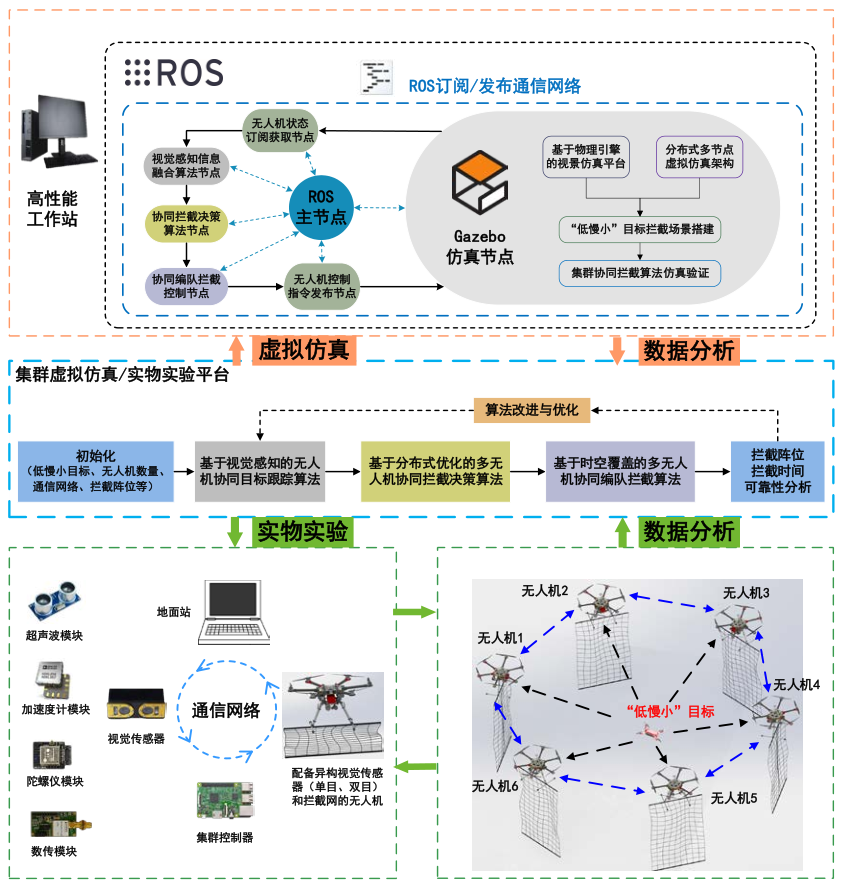 ROS
ROS订阅/发布通信网络
高性能
工作站
无人机状态
订阅获取节点
视觉感知信息
融合算法节点
协同拦截决策
算法节点
协同编队拦截
控制节点
无人机控制
指令发布节点
ROS
主节点
Gazebo
仿真节点
基于物理引擎
的视景仿真平台
分布式多节点
虚拟仿真架构
“低慢小”目标拦截场景搭建
集群协同拦截算法仿真验证
虚拟仿真
数据分析
集群虚拟仿真/实物实验平台
算法改进与优化
初始化
（低慢小目标、无人机数量、
通信网络、拦截阵位等）
基于视觉感知的无人
机协同目标跟踪算法
基于分布式优化的多无
人机协同拦截决策算法
基于时空覆盖的多无人
机协同编队拦截算法
拦截阵位
拦截时间
可靠性分析
实物实验
数据分析
超声波模块
加速度计模块
陀螺仪模块
数传模块
地面站
视觉传感器
通信网络
集群控制器
配备异构视觉传感
器（单目、双目）
和拦截网的无人机
无人机2
无人机3
无人机1
无人机4
“低慢小”目标
无人机6
无人机5